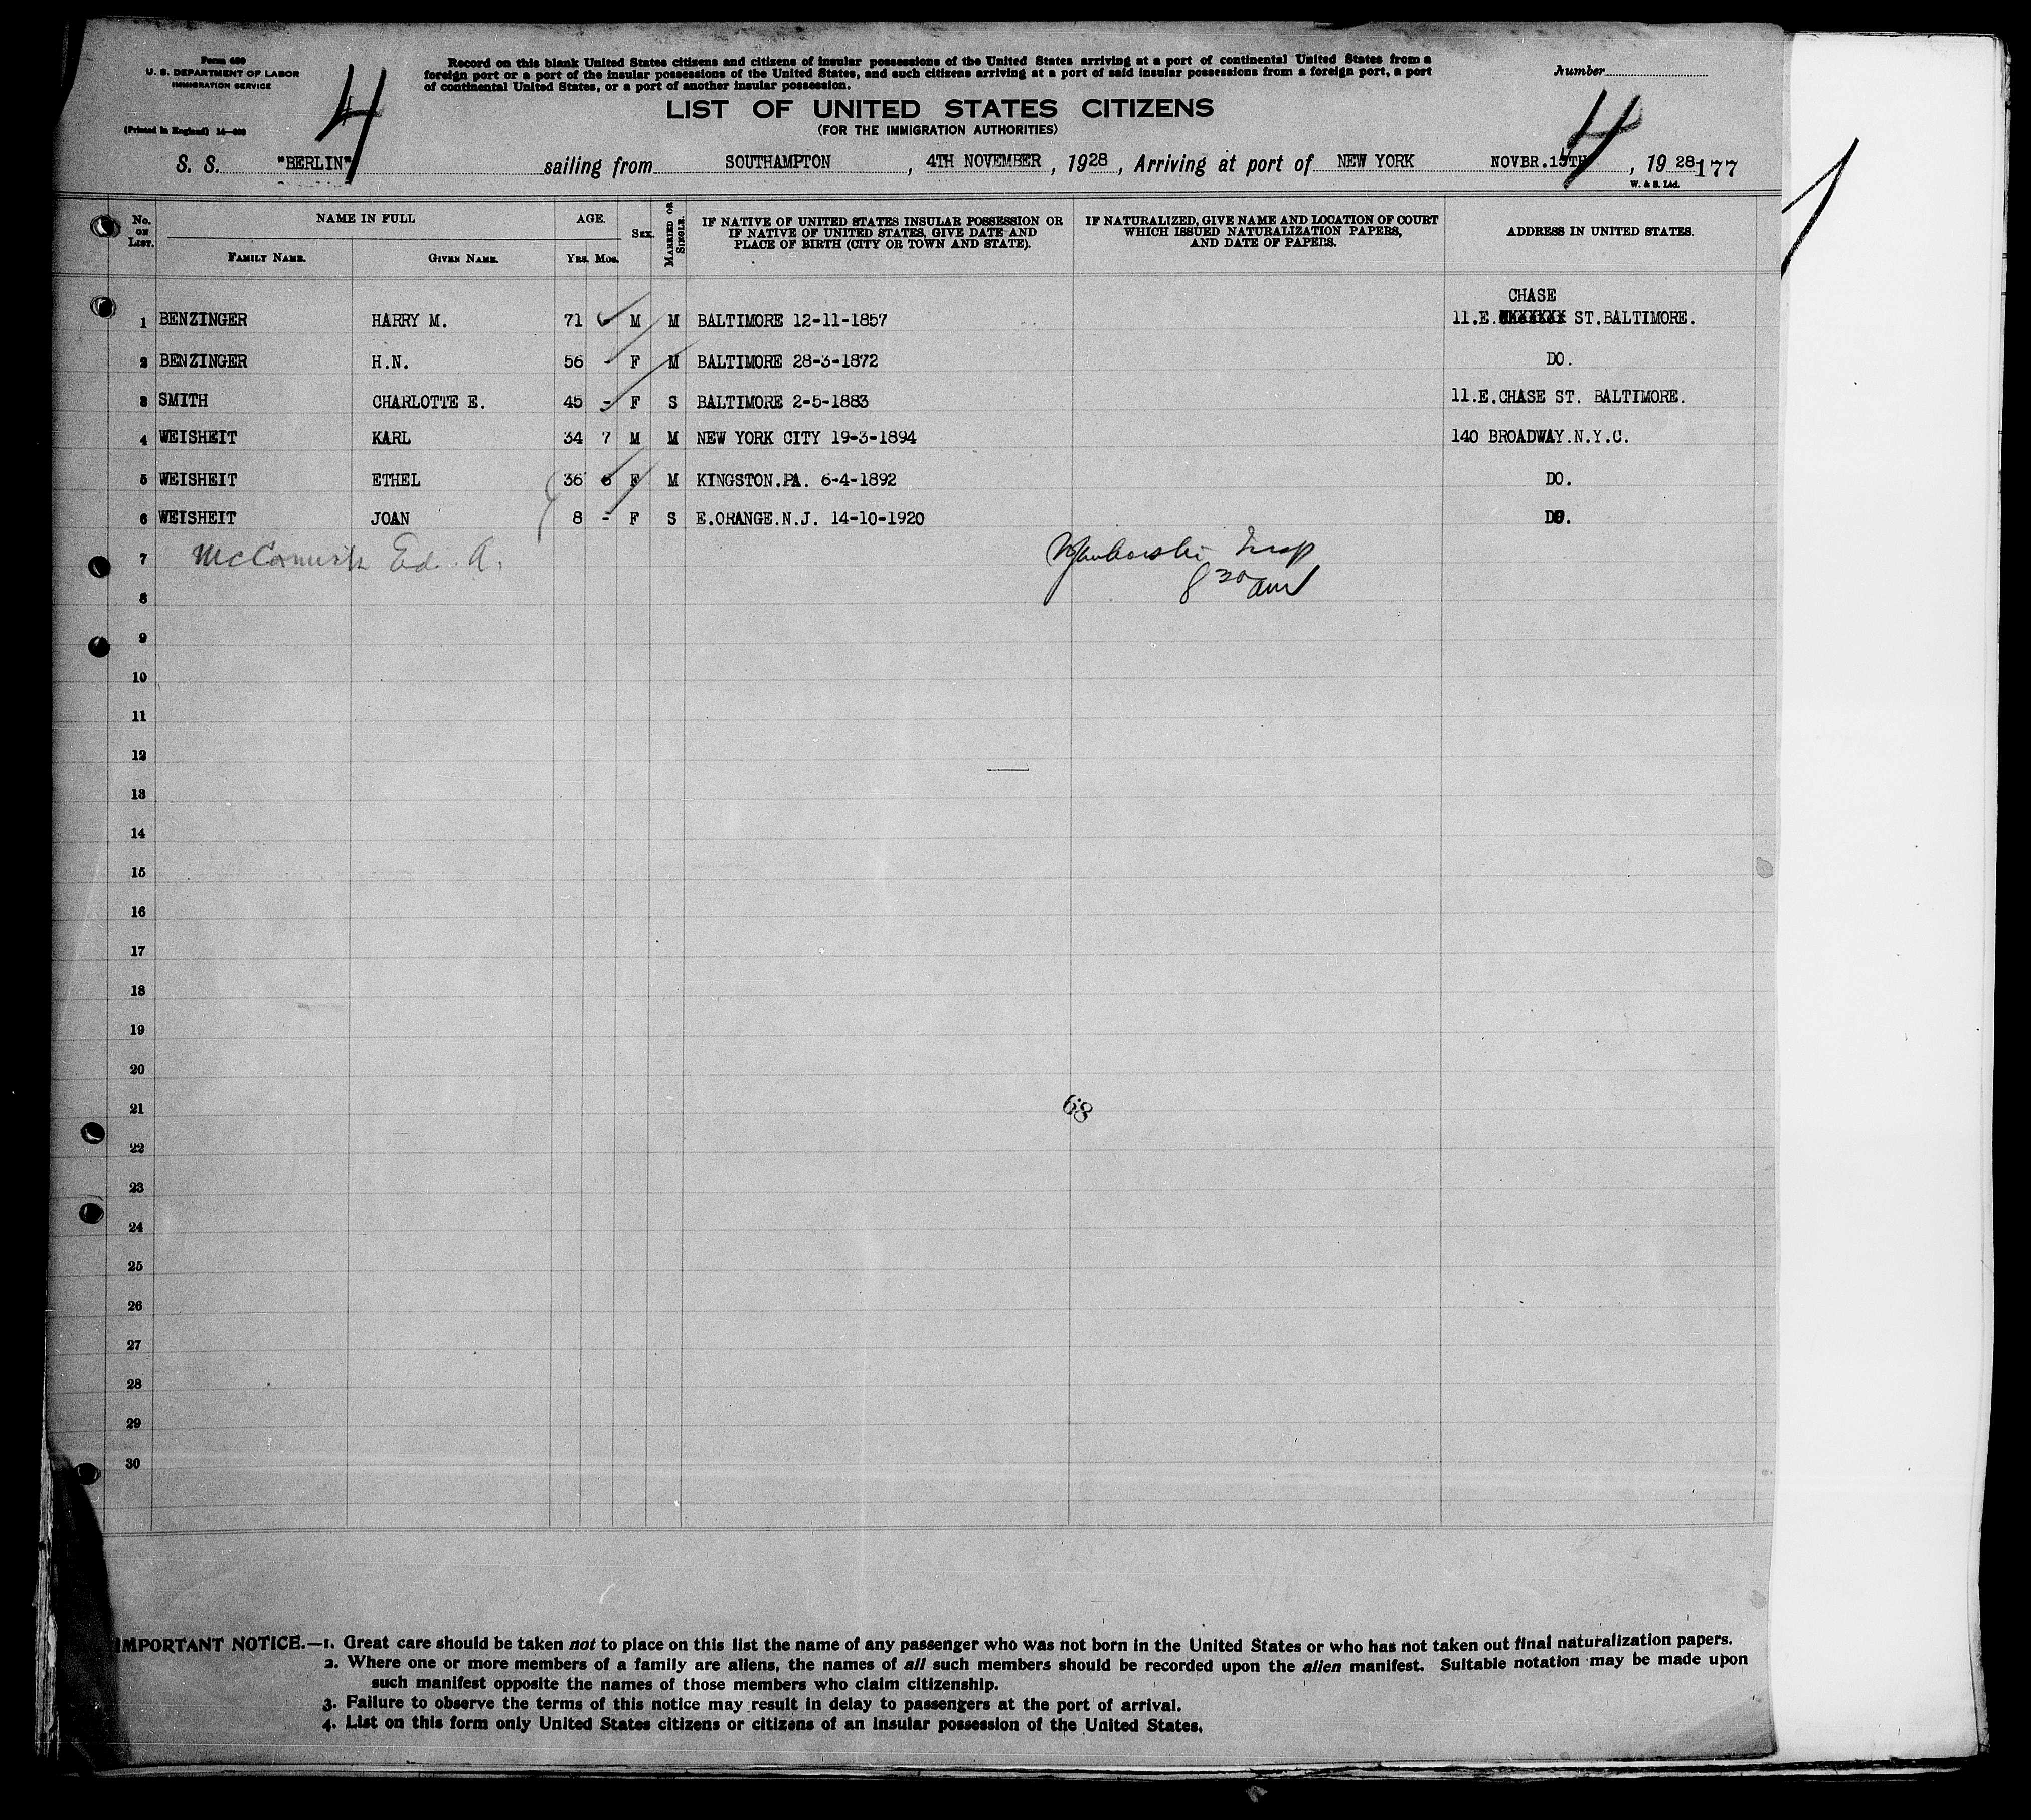 Form 630
U. S. DEPARTMENT OF LABOR
IMMIGRATION SERVICE
(Printed in England)
4
Record on this blank United States citizens and citizens of insular possessions of the United States arriving at a port of continental United States from a
foreign port or a port of the insular possessions of the United States, and such citizens arriving at a port of said insular possessions from a foreign port, a port
of continental United States, or a port of another insular possession.
Number
LIST OF UNITED STATES CITIZENS
(FOR THE IMMIGRATION AUTHORITIES)
4
S. S. "BERLIN" sailing from SOUTHAMPTON, 4TH NOVEMBER, 1928, Arriving at port of NEW YORK NOVBR. 1928 177
W. & S. Ltd.
1
No. ON LIST. NAME IN FULL AGE. SEX. MARRIED OR SINGLE. IF NATIVE OF UNITED STATES INSULAR POSSESSION OR IF NATIVE OF UNITED STATES, GIVE DATE AND PLACE OF BIRTH (CITY OR TOWN AND STATE). IF NATURALIZED, GIVE NAME AND LOCATION OF COURT WHICH ISSUED NATURALIZATION PAPERS, AND DATE OF PAPERS. ADDRESS IN UNITED STATES.
FAMILY NAME. GIVEN NAME. YRS. MOS.
CHASE
1 BENZINGER HARRY M. 71 M M BALTIMORE 12-11-1857 11.E. ST.BALTIMORE.
2 BENZINGER H.N. 56 - F M BALTIMORE 28-3-1872 DO.
3 SMITH CHARLOTTE E. 45 - F S BALTIMORE 2-5-1883 11.E.CHASE ST. BALTIMORE.
4 WEISHEIT KARL 34 7 M M NEW YORK CITY 19-3-1894 140 BROADWAY.N.Y.C.
5 WEISHEIT ETHEL 36 6 F M KINGSTON.PA. 6-4-1892 DO.
6 WEISHEIT JOAN 8 - F S E.ORANGE.N.J. 14-10-1920 DO.
7 McCormick Ed. A. Insp
8 8 30 am
9
10
11
12
13
14
15
16
17
18
19
20
21
68
22
23
24
25
26
27
28
29
30
IMPORTANT NOTICE.—1. Great care should be taken not to place on this list the name of any passenger who was not born in the United States or who has not taken out final naturalization papers.
2. Where one or more members of a family are aliens, the names of all such members should be recorded upon the alien manifest. Suitable notation may be made upon
such manifest opposite the names of those members who claim citizenship.
3. Failure to observe the terms of this notice may result in delay to passengers at the port of arrival.
4. List on this form only United States citizens or citizens of an insular possession of the United States.